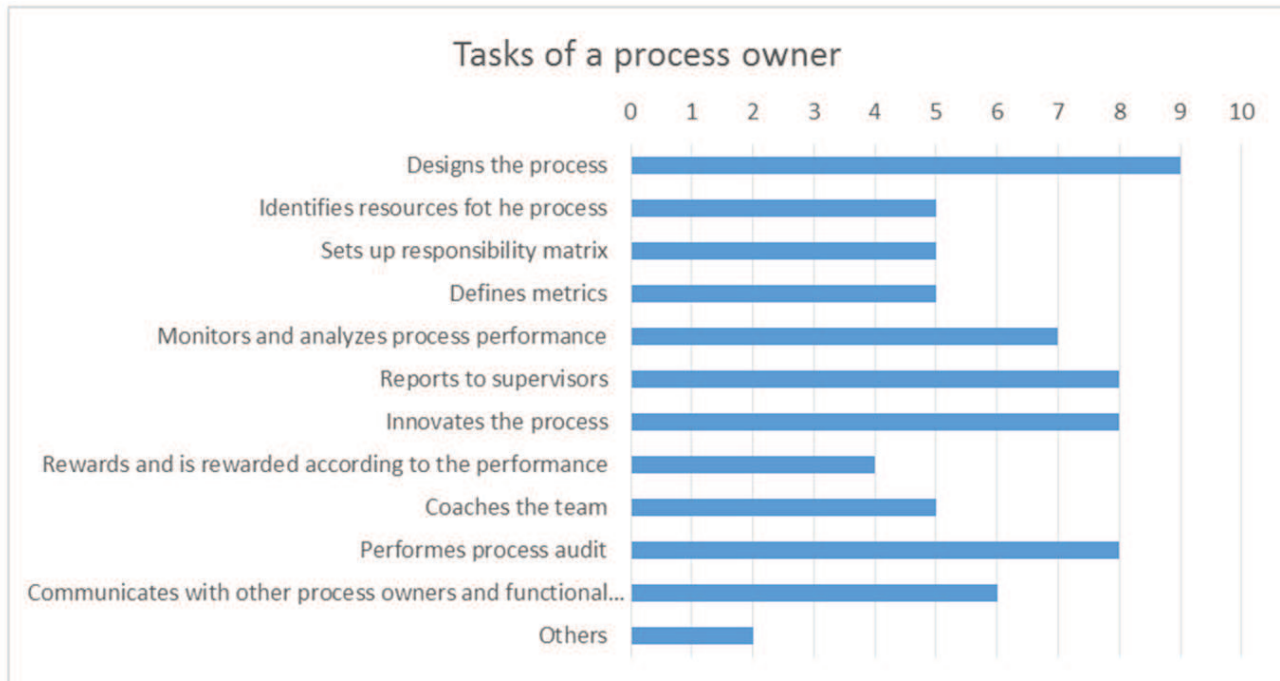 Tasks of a process owner
0 1 2 3 4 5 6 7 8 9 10
Designs the process
Identifies resources fot he process
Sets up responsibility matrix
Defines metrics
Monitors and analyzes process performance
Reports to supervisors
Innovates the process
Rewards and is rewarded according to the performance
Coaches the team
Performes process audit
Communicates with other process owners and functional...
Others